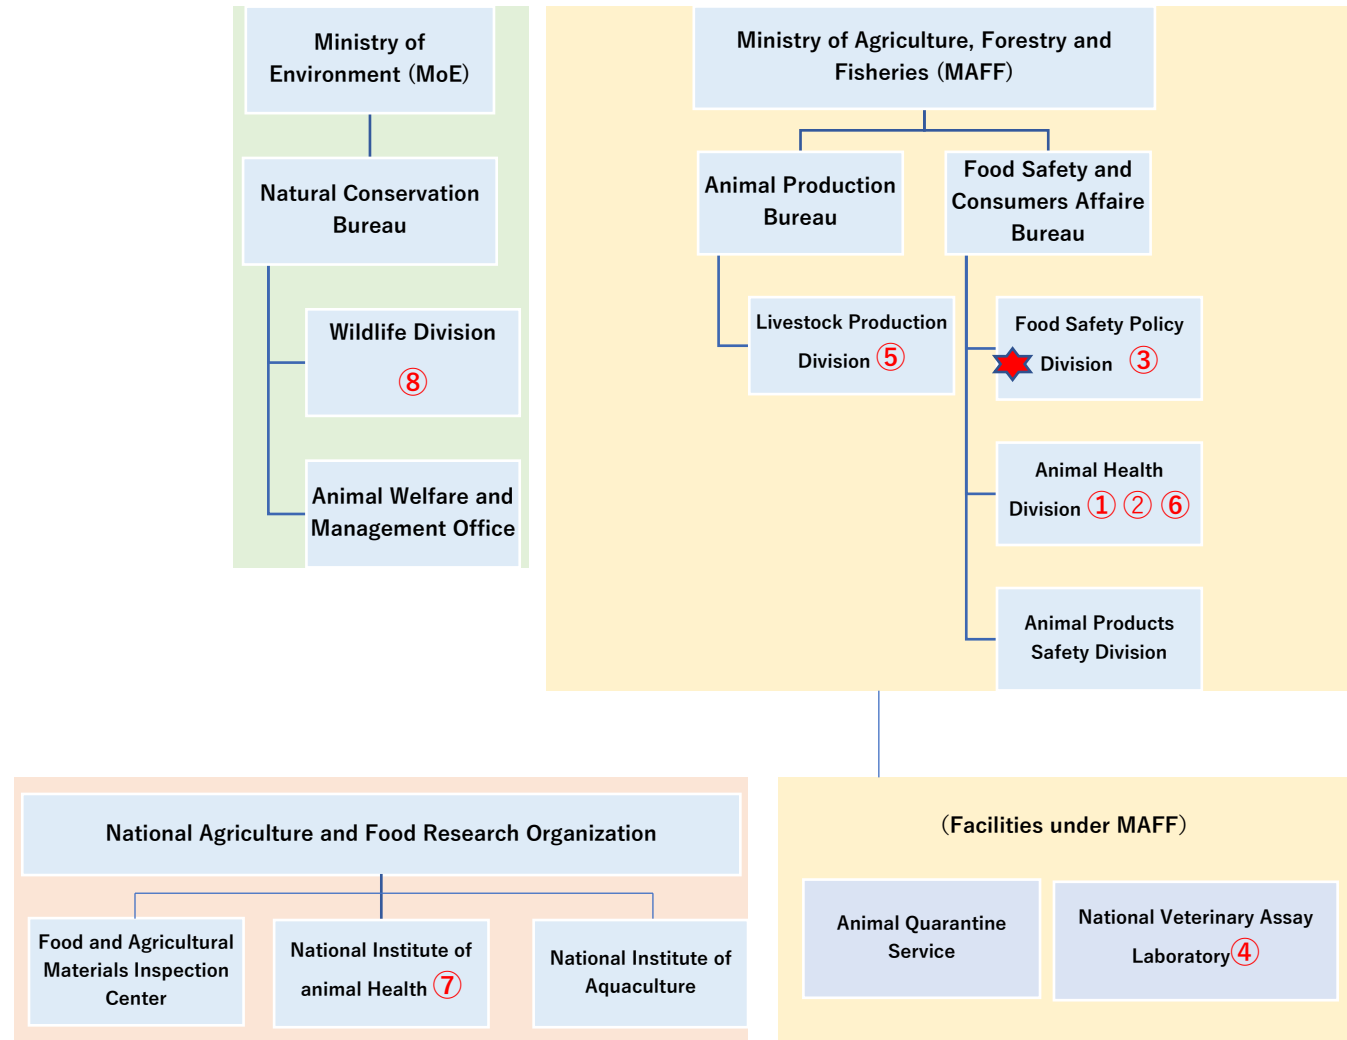 Ministry of
Environment (MoE)
Natural Conservation
Bureau
Wildlife Division
⑧
Animal Welfare and
Management Office
Ministry of Agriculture, Forestry and
Fisheries (MAFF)
Animal Production
Bureau
Food Safety and
Consumers Affaire
Bureau
Livestock Production
Division ⑤
Food Safety Policy
Division ③
Animal Health
Division ① ② ⑥
Animal Products
Safety Division
National Agriculture and Food Research Organization
Food and Agricultural
Materials Inspection
Center
National Institute of
animal Health ⑦
National Institute of
Aquaculture
(Facilities under MAFF)
Animal Quarantine
Service
National Veterinary Assay
Laboratory④